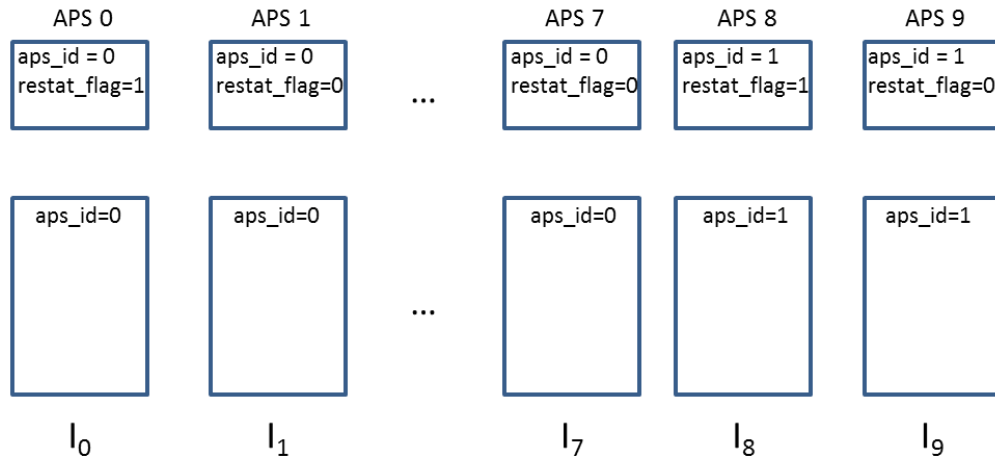 APS 0 APS 1 APS 7 APS 8 APS 9
aps_id = 0 aps_id = 0 aps_id = 0 aps_id = 1 aps_id = 1
restat_flag=1 restat_flag=0 ... restat_flag=0 restat_flag=1 restat_flag=0
aps_id=0 aps_id=0 aps_id=0 aps_id=1 aps_id=1
...
I₀ I₁ I₇ I₈ I₉